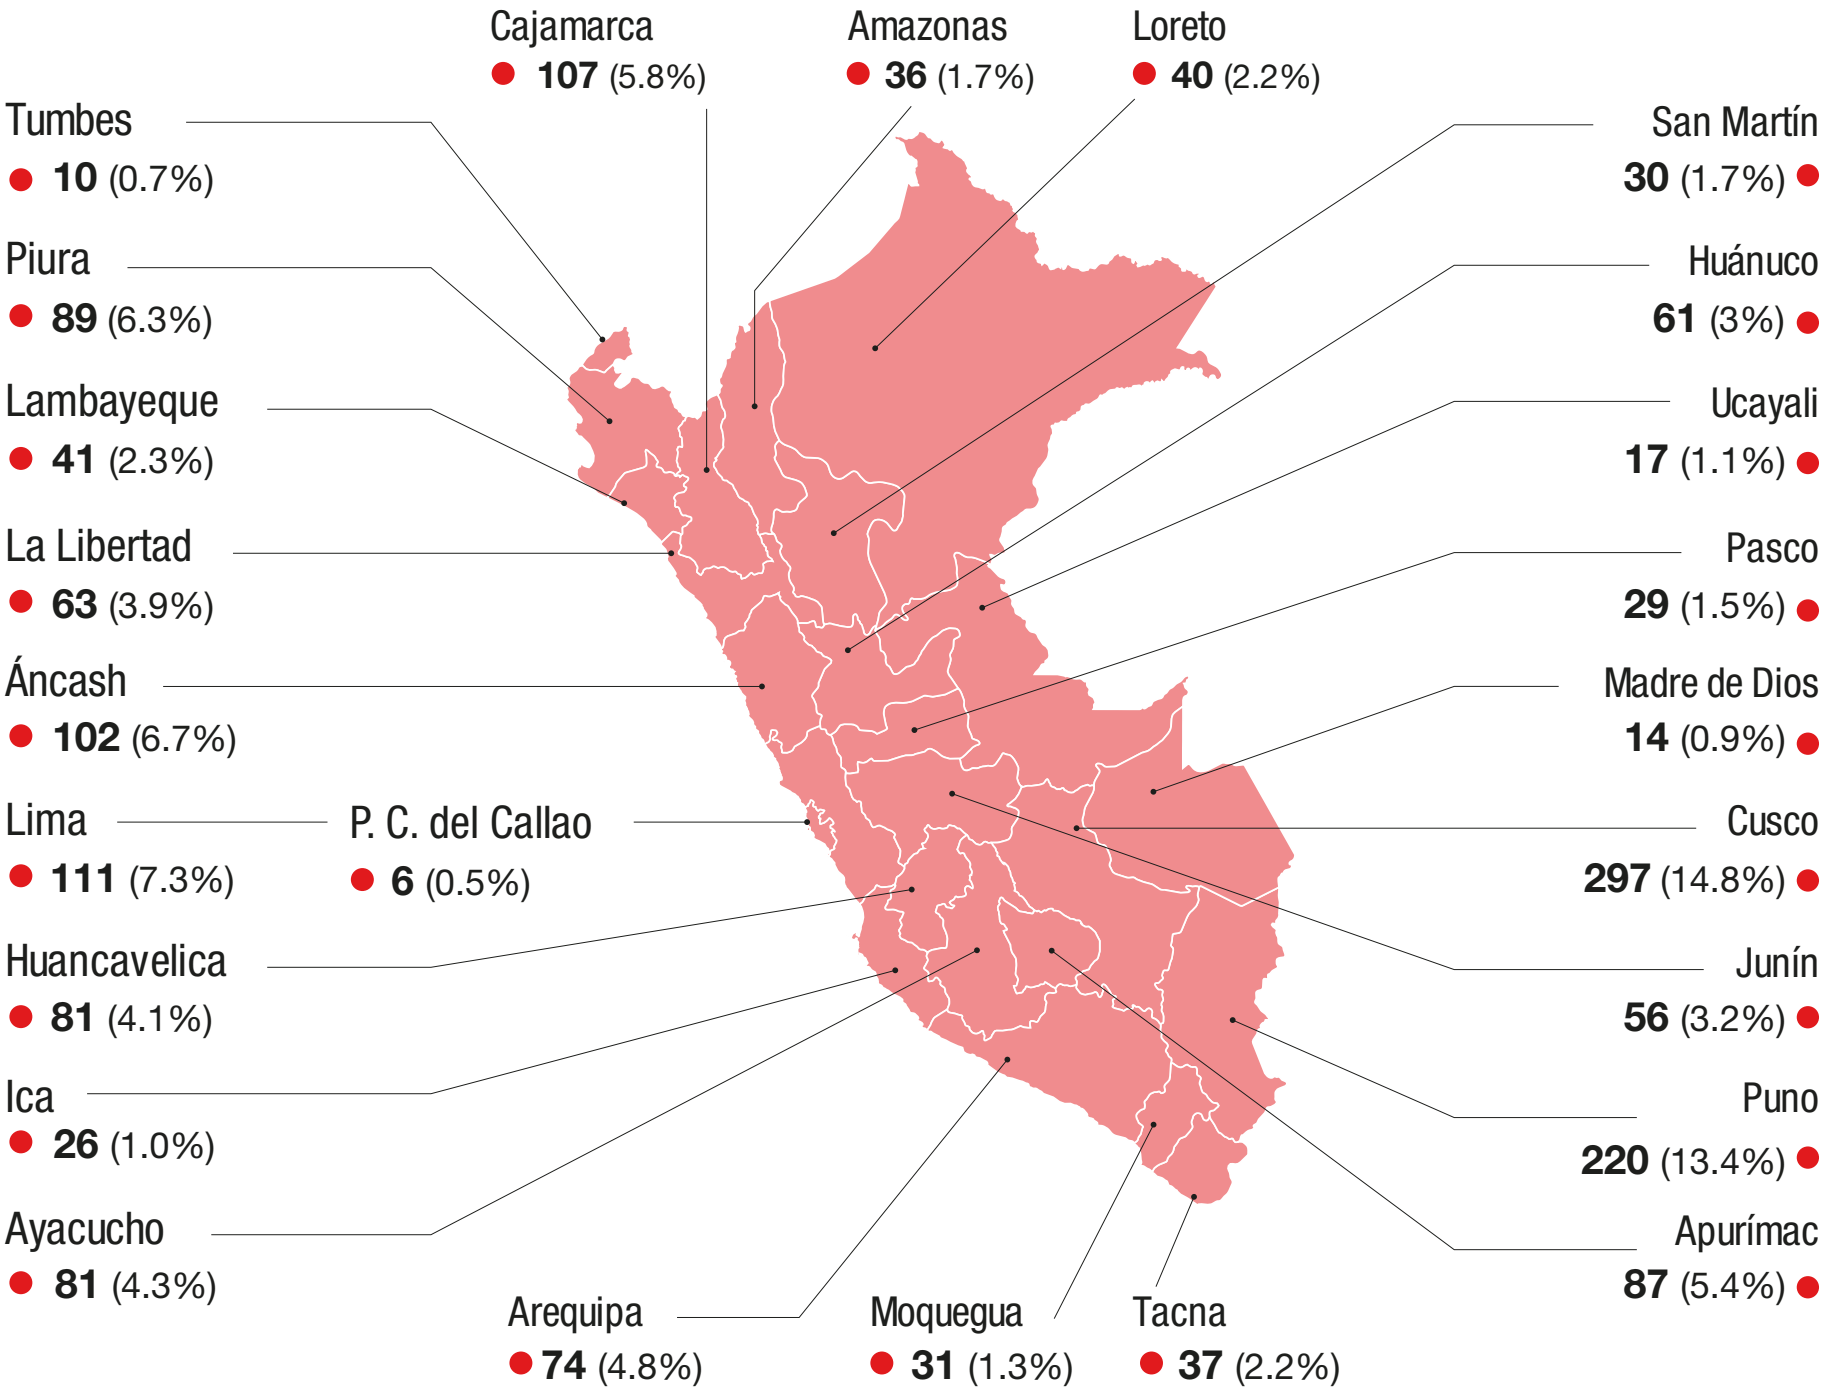 Cajamarca
107 (5.8%)
Amazonas
36 (1.7%)
Loreto
40 (2.2%)
Tumbes
10 (0.7%)
Piura
89 (6.3%)
Lambayeque
41 (2.3%)
La Libertad
63 (3.9%)
Áncash
102 (6.7%)
Lima
111 (7.3%)
P. C. del Callao
6 (0.5%)
Huancavelica
81 (4.1%)
Ica
26 (1.0%)
Ayacucho
81 (4.3%)
Arequipa
74 (4.8%)
Moquegua
31 (1.3%)
Tacna
37 (2.2%)
San Martín
30 (1.7%)
Huánuco
61 (3%)
Ucayali
17 (1.1%)
Pasco
29 (1.5%)
Madre de Dios
14 (0.9%)
Cusco
297 (14.8%)
Junín
56 (3.2%)
Puno
220 (13.4%)
Apurímac
87 (5.4%)